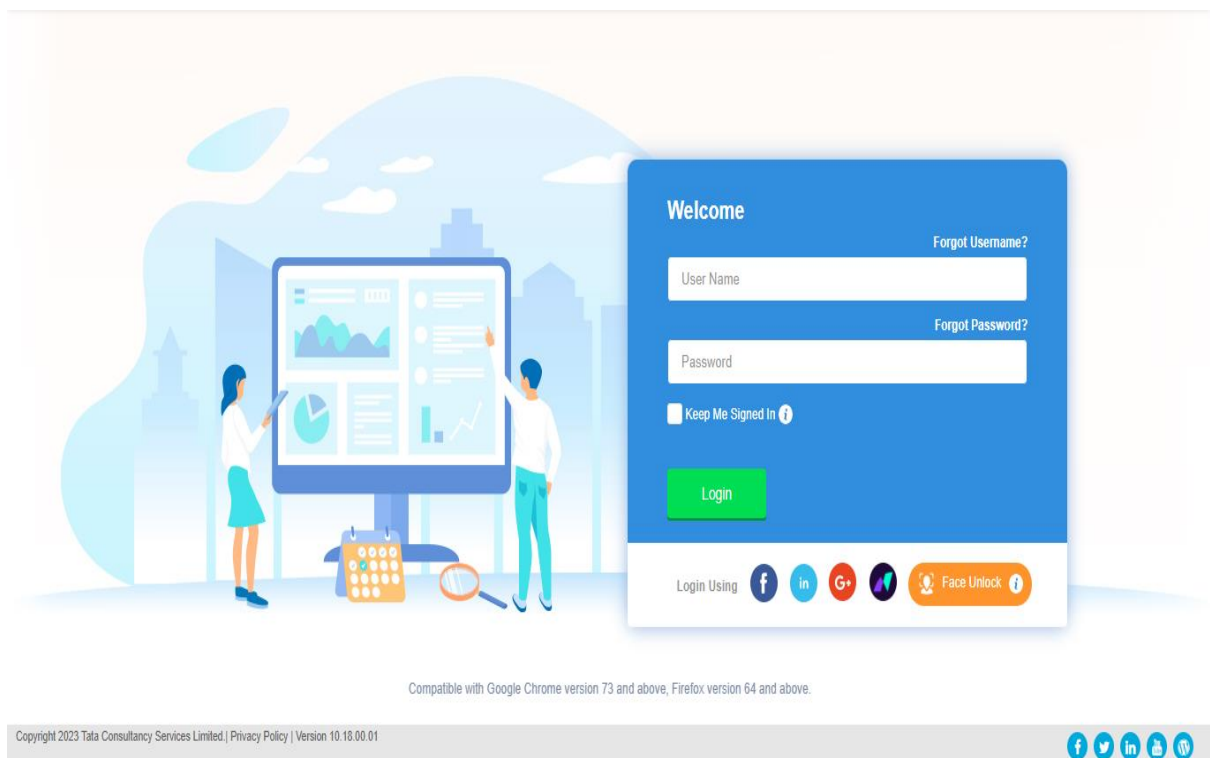 Welcome
Forgot Username?
User Name
Forgot Password?
Password
Keep Me Signed In i
Login
Login Using f in G+ Face Unlock i
Compatible with Google Chrome version 73 and above, Firefox version 64 and above.
Copyright 2023 Tata Consultancy Services Limited.| Privacy Policy | Version 10.18.00.01